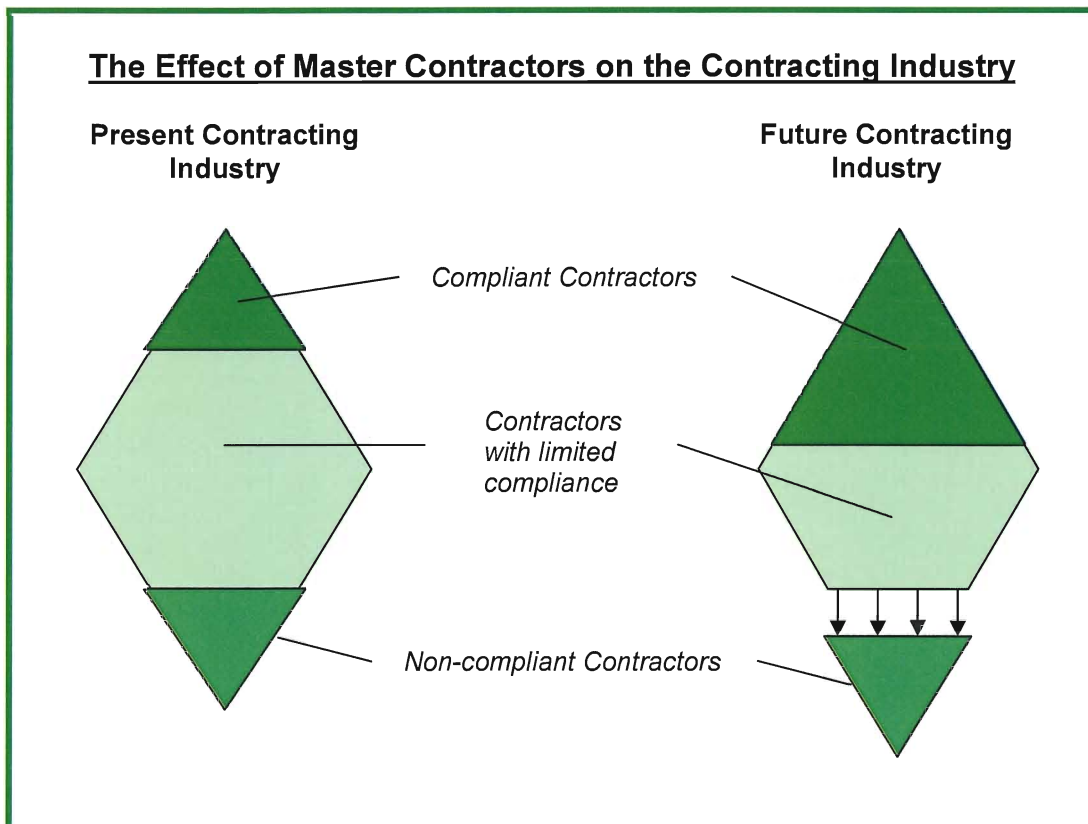 The Effect of Master Contractors on the Contracting Industry
Present Contracting
Industry
Future Contracting
Industry
Compliant Contractors
Contractors
with limited
compliance
Non-compliant Contractors